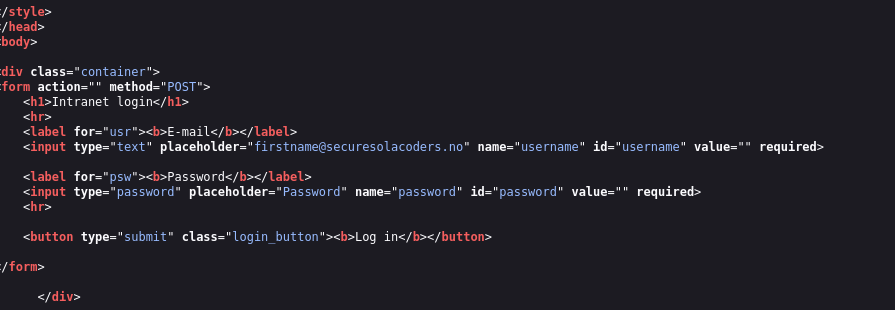 </style>
</head>
<body>
<div class="container">
<form action="" method="POST">
<h1>Intranet login</h1>
<hr>
<label for="usr"><b>E-mail</b></label>
<input type="text" placeholder="firstname@securesolacoders.no" name="username" id="username" value="" required>
<label for="psw"><b>Password</b></label>
<input type="password" placeholder="Password" name="password" id="password" value="" required>
<hr>
<button type="submit" class="login_button"><b>Log in</b></button>
</form>
</div>